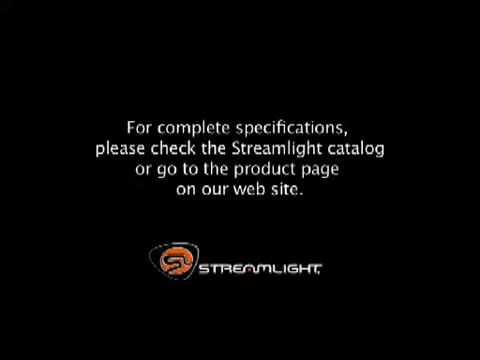 For complete specifications,
please check the Streamlight catalog
or go to the product page
on our web site.
STREAMLIGHT